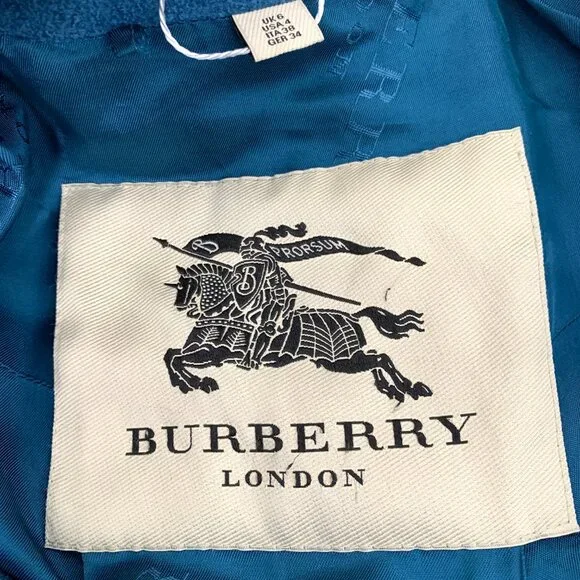 UK 6
USA 4
ITA 38
GER 34
B PRORSUM
B
BURBERRY
LONDON